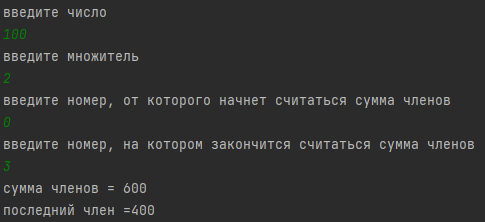 введите число
100
введите множитель
2
введите номер, от которого начнет считаться сумма членов
0
введите номер, на котором закончится считаться сумма членов
3
сумма членов = 600
последний член =400